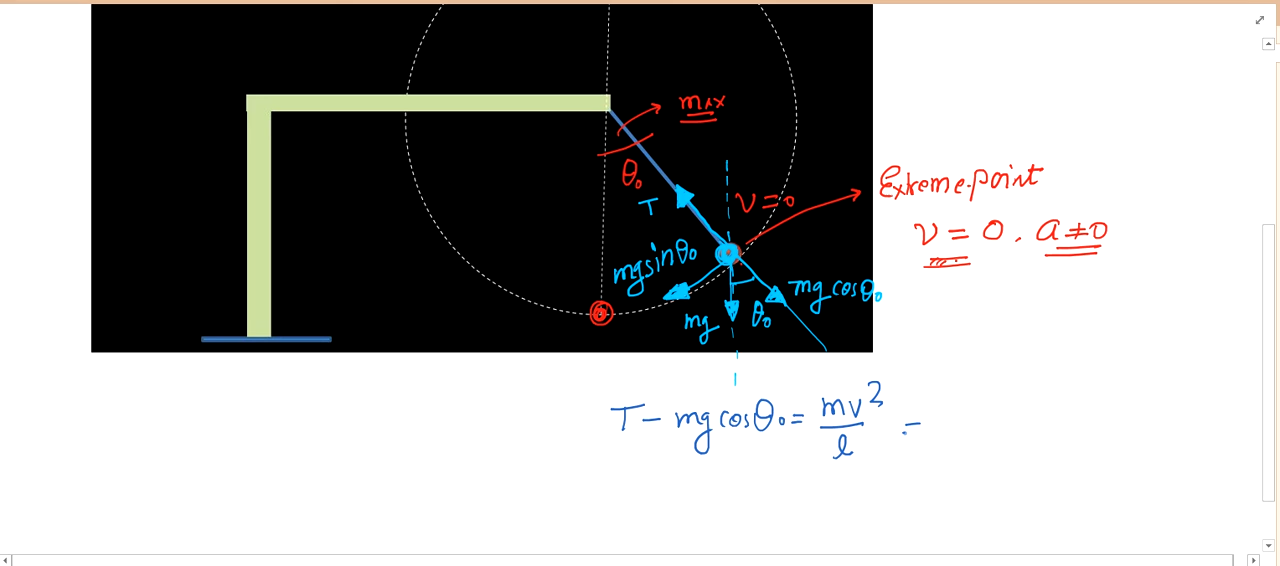 max
θ₀
T
v=0
Extreme point
v = 0, a≠0
mg sinθ₀
mg cosθ₀
mg
θ₀
T – mg cosθ₀ = mv²/l =